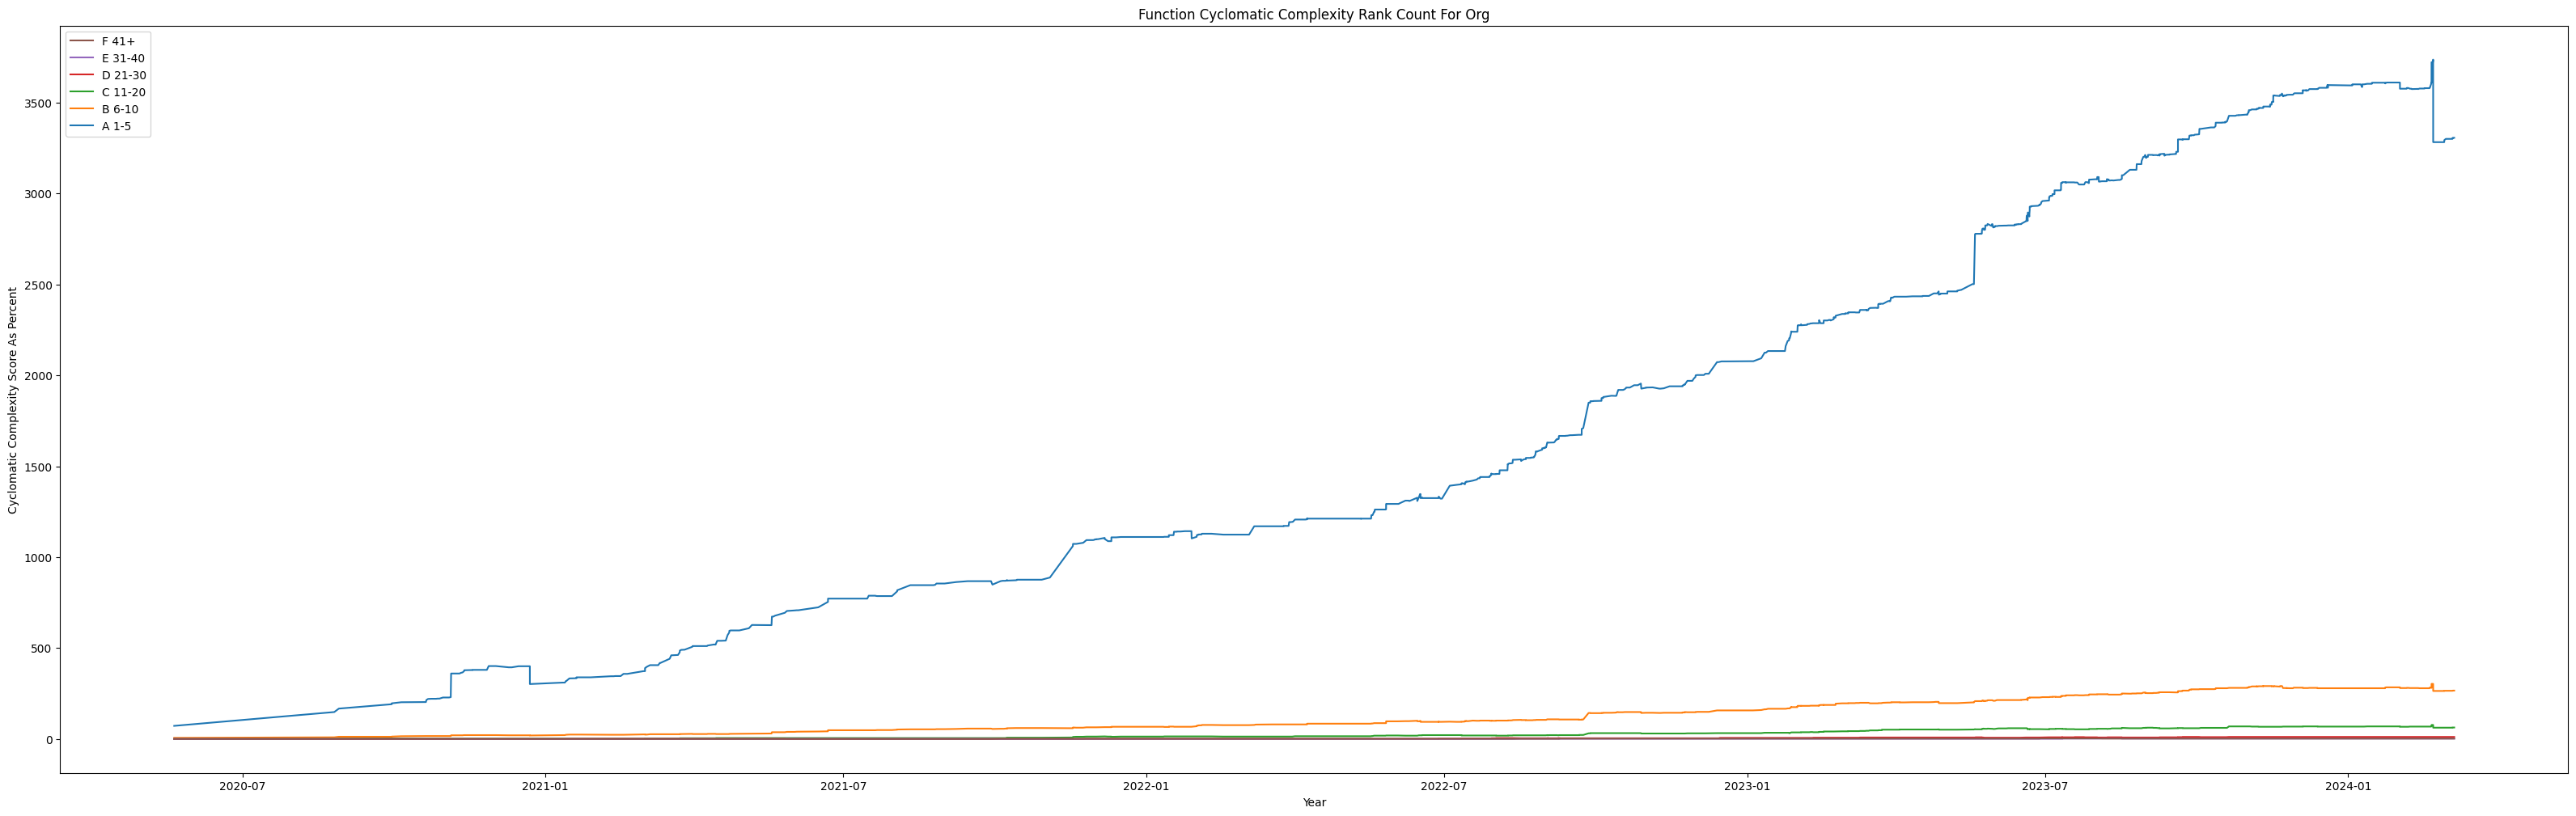 Function Cyclomatic Complexity Rank Count For Org
F 41+
E 31-40
D 21-30
C 11-20
B 6-10
A 1-5
Cyclomatic Complexity Score As Percent
3500
3000
2500
2000
1500
1000
500
0
2020-07
2021-01
2021-07
2022-01
2022-07
2023-01
2023-07
2024-01
Year